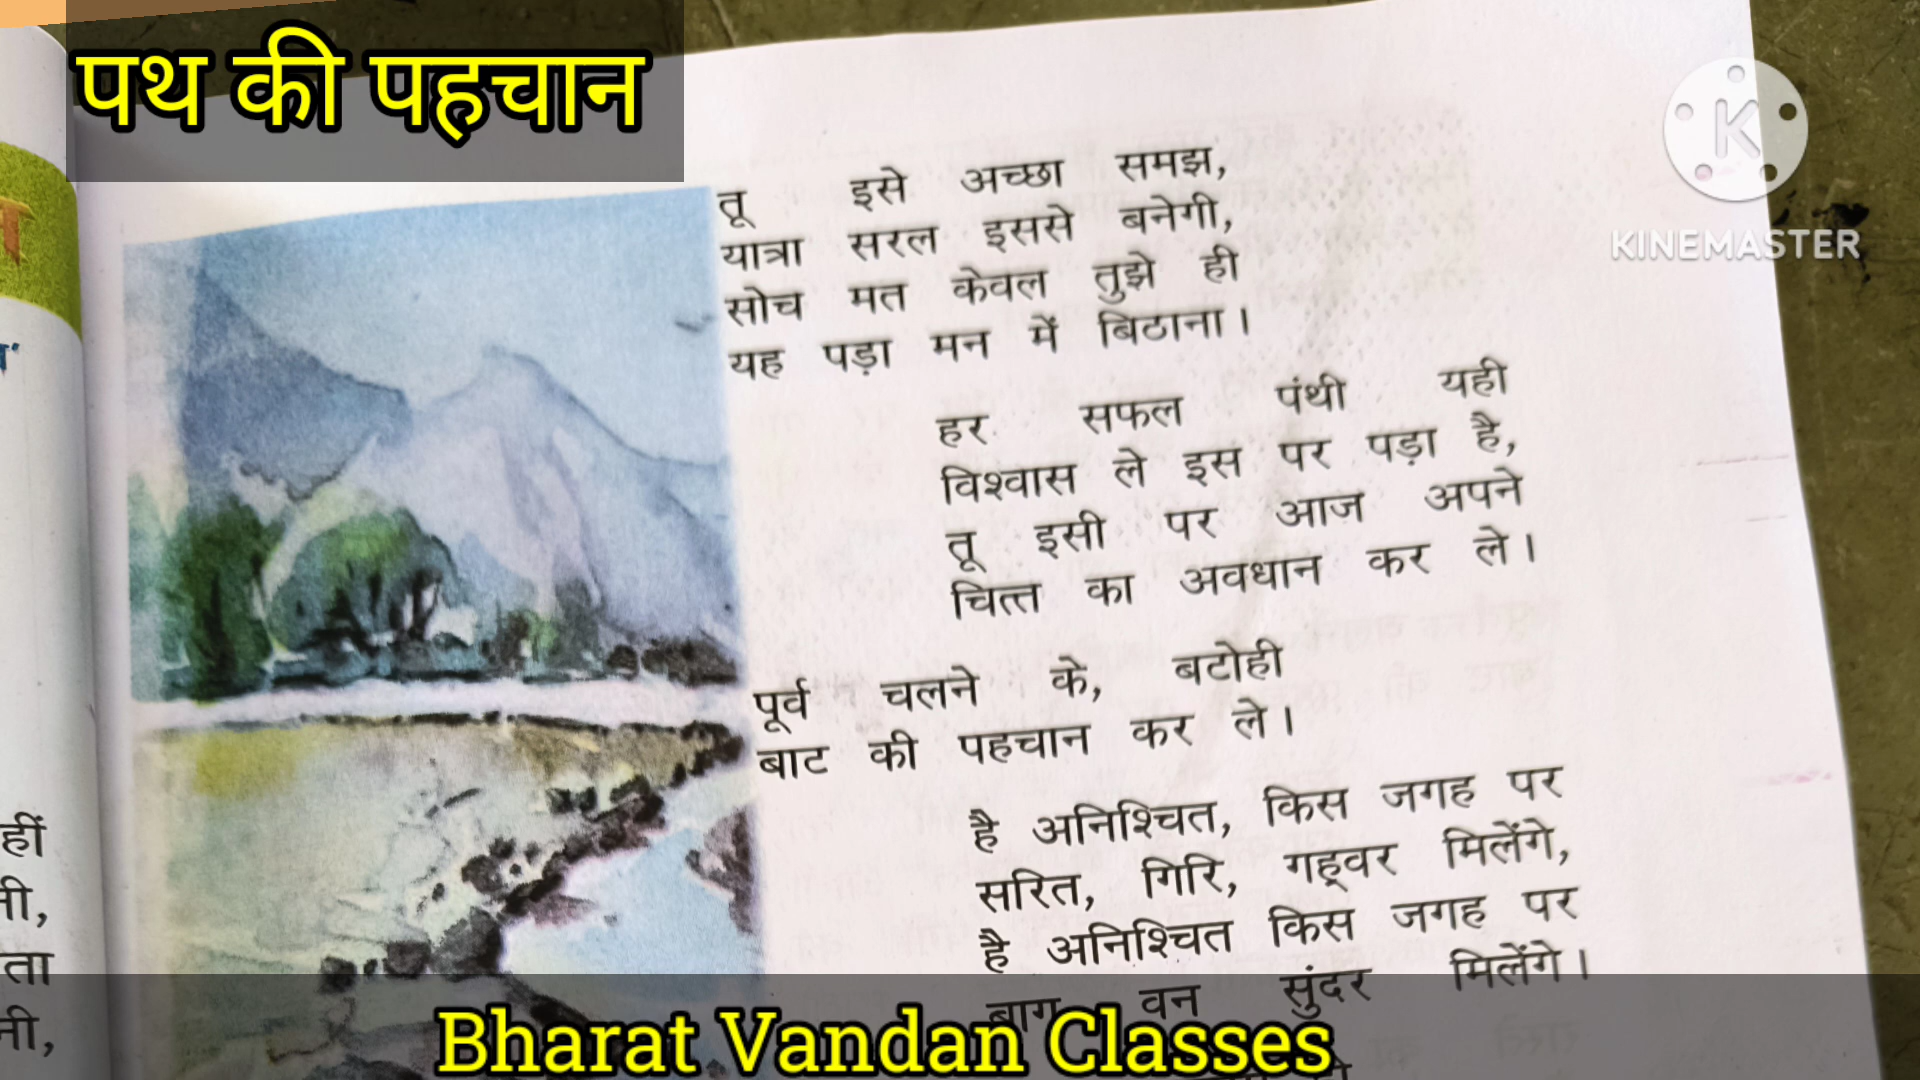 पथ की पहचान
KINEMASTER
तू इसे अच्छा समझ,
यात्रा सरल इससे बनेगी,
सोच मत केवल तुझे ही
यह पड़ा मन में बिठाना।
हर सफल पंथी यही
विश्वास ले इस पर पड़ा है,
तू इसी पर आज अपने
चित्त का अवधान कर ले।
पूर्व चलने के, बटोही
बाट की पहचान कर ले।
है अनिश्चित, किस जगह पर
सरित, गिरि, गह्वर मिलेंगे,
है अनिश्चित किस जगह पर
बाग वन सुंदर मिलेंगे।
Bharat Vandan Classes